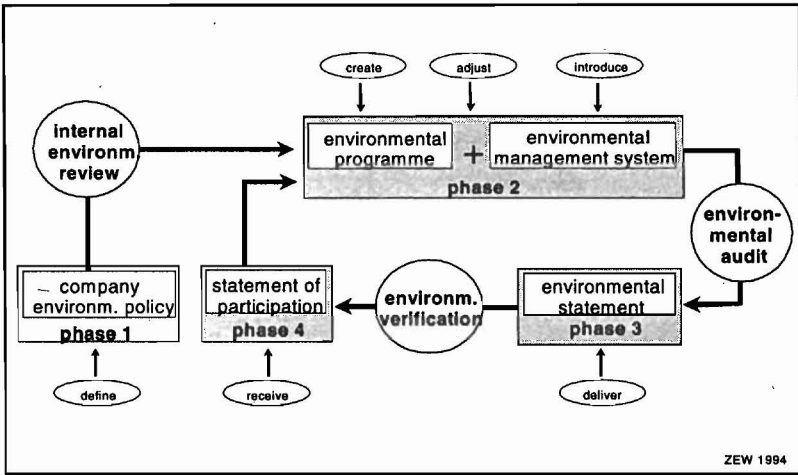 create
adjust
introduce
internal
environm.
review
environmental
programme
+
environmental
management system
phase 2
environ-
mental
audit
company
environm. policy
phase 1
statement of
participation
phase 4
environm.
verification
environmental
statement
phase 3
define
receive
deliver
ZEW 1994